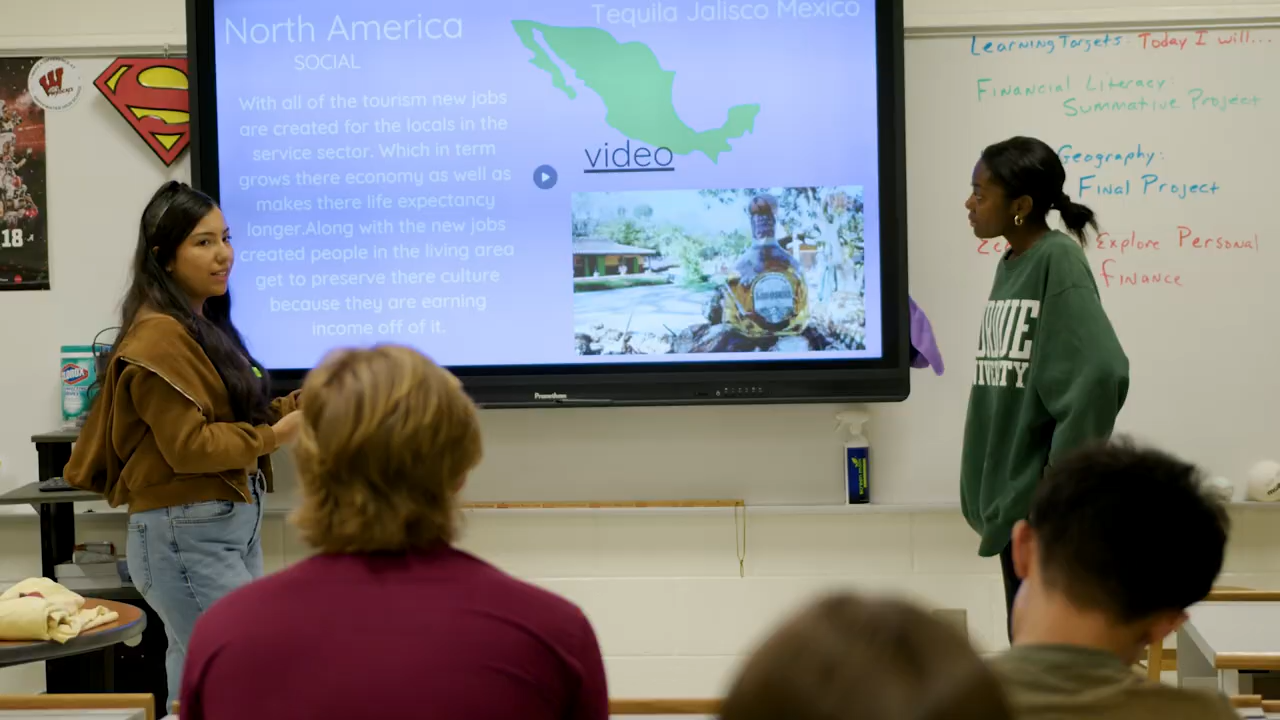 North America
SOCIAL
With all of the tourism new jobs
are created for the locals in the
service sector. Which in term
grows there economy as well as
makes there life expectancy
longer.Along with the new jobs
created people in the living area
get to preserve there culture
because they are earning
income off of it.
Tequila Jalisco Mexico
video
Promethean
Learning Targets: Today I will...
Financial Literacy:
Summative Project
Geography:
Final Project
Explore Personal
finance
W
S
18
CLOROX